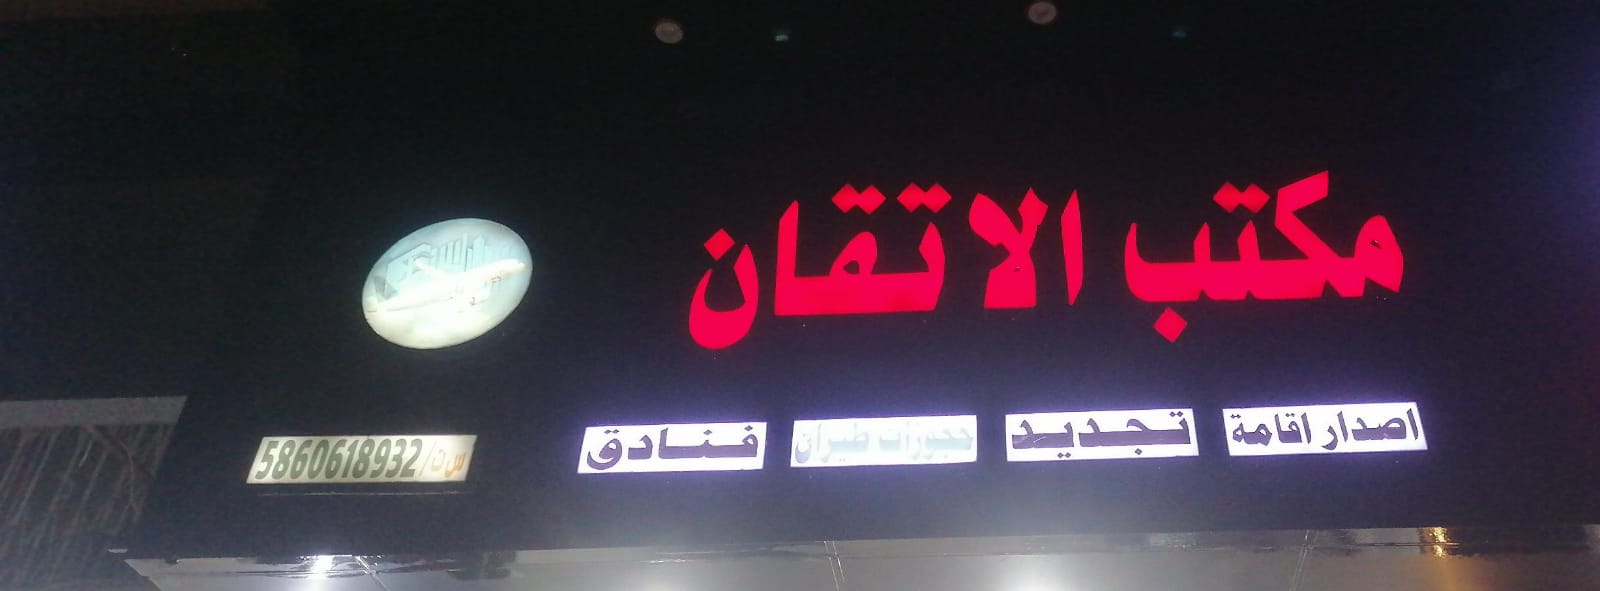 مكتب الاتقان
اصدار اقامة
تجديد
حجوزات طيران
فنادق
س ت/ 5860618932